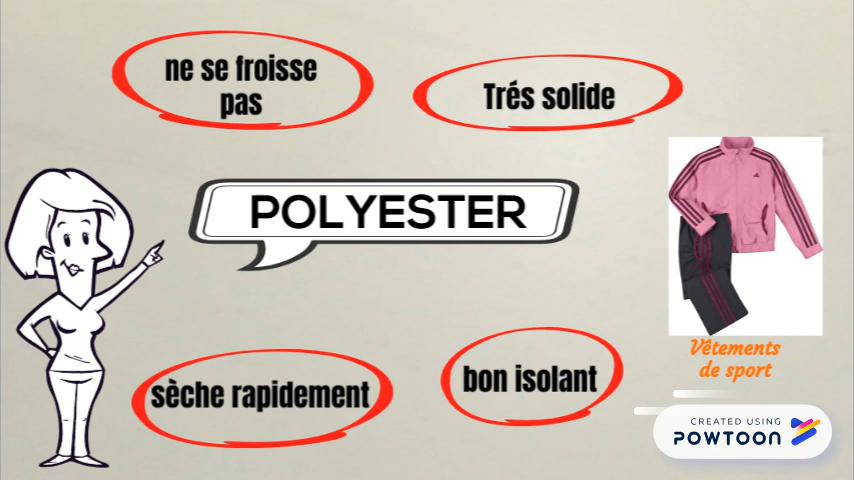 ne se froisse
pas
Trés solide
POLYESTER
Vêtements
de sport
sèche rapidement
bon isolant
CREATED USING
POWTOON